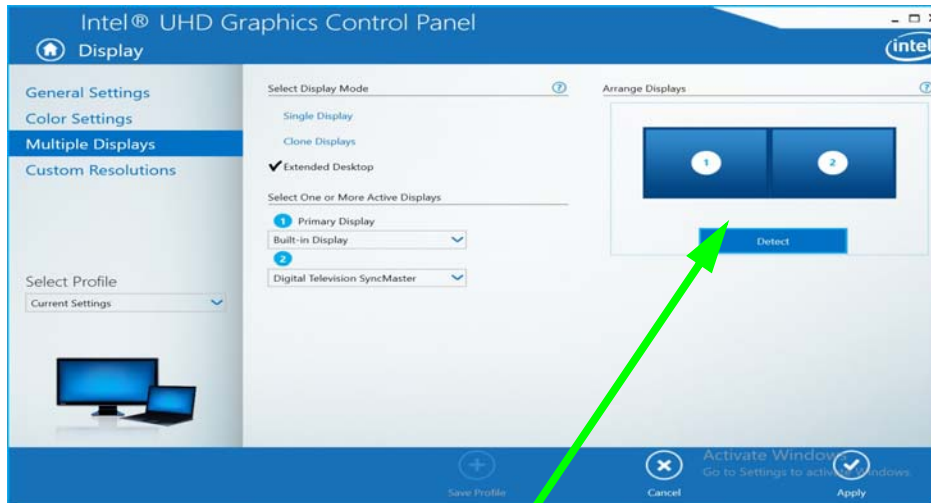 Intel® UHD Graphics Control Panel
Display
intel
General Settings
Color Settings
Multiple Displays
Custom Resolutions
Select Profile
Current Settings
Select Display Mode ?
Single Display
Clone Displays
Extended Desktop
Select One or More Active Displays
1 Primary Display
Built-in Display
2
Digital Television SyncMaster
Arrange Displays ?
1 2
Detect
Activate Windows
Go to Settings to activate Windows.
Save Profile
Cancel
Apply